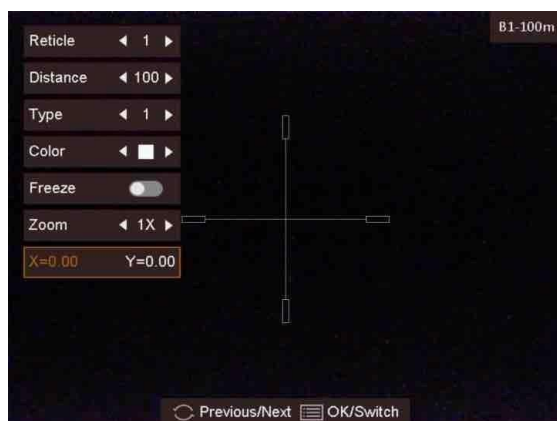 B1-100m
Reticle 1
Distance 100
Type 1
Color
Freeze
Zoom 1X
X=0.00 Y=0.00
Previous/Next OK/Switch